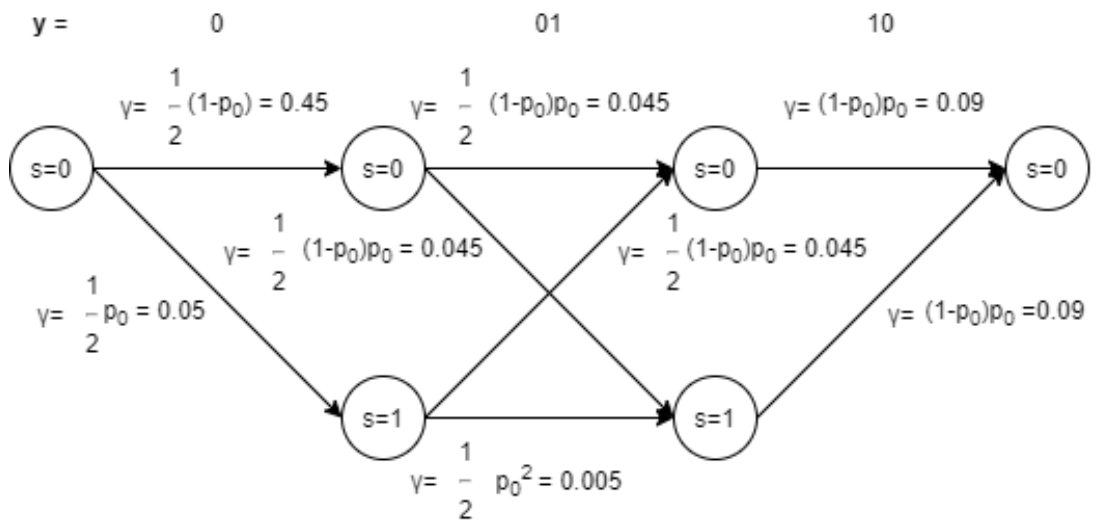 y = 0 01 10
γ= 1/2 (1-p₀) = 0.45
γ= 1/2 (1-p₀)p₀ = 0.045
γ= (1-p₀)p₀ = 0.09
s=0
s=0
s=0
s=0
γ= 1/2 (1-p₀)p₀ = 0.045
γ= 1/2 (1-p₀)p₀ = 0.045
γ= 1/2 p₀ = 0.05
γ= (1-p₀)p₀ =0.09
s=1
s=1
γ= 1/2 p₀² = 0.005